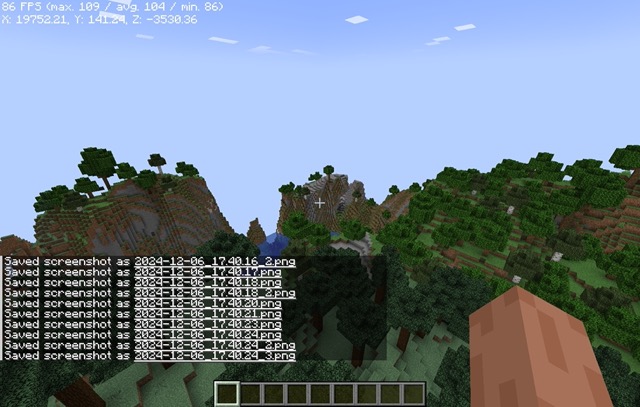 86 FPS (max. 109 / avg. 104 / min. 86)
X: 19752.21, Y: 141.24, Z: -3530.36
Saved screenshot as 2024-12-06_17.40.16_2.png
Saved screenshot as 2024-12-06_17.40.17.png
Saved screenshot as 2024-12-06_17.40.18.png
Saved screenshot as 2024-12-06_17.40.18_2.png
Saved screenshot as 2024-12-06_17.40.20.png
Saved screenshot as 2024-12-06_17.40.21.png
Saved screenshot as 2024-12-06_17.40.23.png
Saved screenshot as 2024-12-06_17.40.24.png
Saved screenshot as 2024-12-06_17.40.24_2.png
Saved screenshot as 2024-12-06_17.40.24_3.png